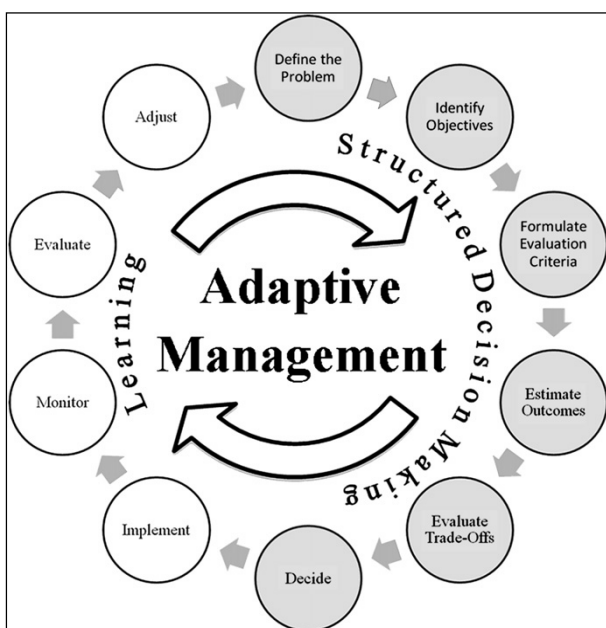 Define the
Problem
Identify
Objectives
Formulate
Evaluation
Criteria
Estimate
Outcomes
Evaluate
Trade-Offs
Decide
Implement
Monitor
Evaluate
Adjust
Structured Decision Making
Learning
Adaptive
Management